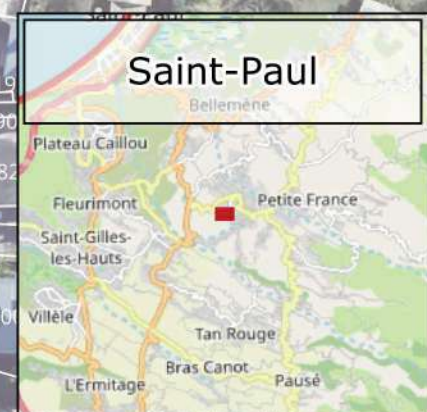 Saint-Paul
Bellemène
Plateau Caillou
Fleurimont
Petite France
Saint-Gilles-
les-Hauts
Villèle
Tan Rouge
Bras Canot
L'Ermitage
Pausé